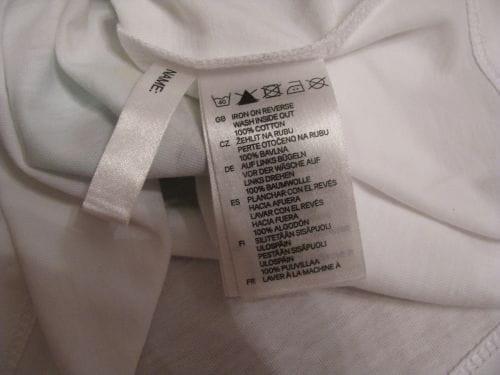 NAME:
40
GB IRON ON REVERSE
WASH INSIDE OUT
100% COTTON
CZ ŽEHLIT NA RUBU
PERTE OTOČENO NA RUBU
100% BAVLNA
DE AUF LINKS BÜGELN
VOR DER WÄSCHE AUF
LINKS DREHEN
100% BAUMWOLLE
ES PLANCHAR CON EL REVÉS
HACIA AFUERA
LAVAR CON EL REVÉS
HACIA FUERA
100% ALGODÓN
FI SILITETÄÄN SISÄPUOLI
ULOSPÄIN
PESTÄÄN SISÄPUOLI
ULOSPÄIN
100% PUUVILLAA
FR LAVER À LA MACHINE À